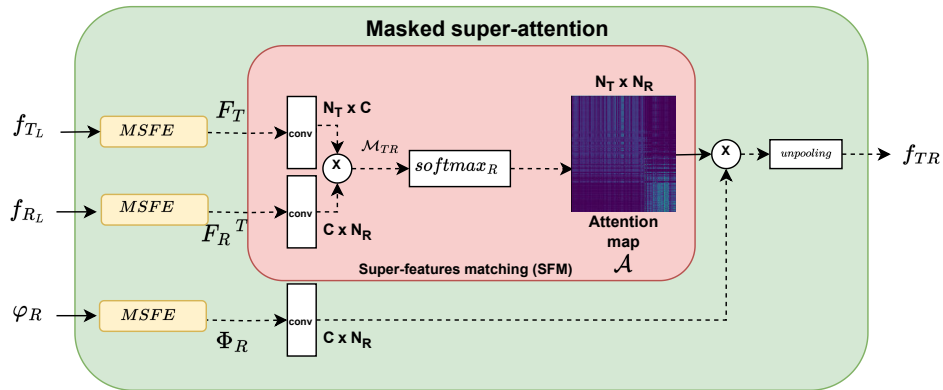 Masked super-attention
N_T x N_R
F_T
N_T x C
f_{T_L}
MSFE
conv
x
M_{TR}
softmax_R
x
unpooling
f_{TR}
f_{R_L}
MSFE
conv
F_R^T
C x N_R
Attention
map
A
Super-features matching (SFM)
φ_R
MSFE
conv
Φ_R
C x N_R